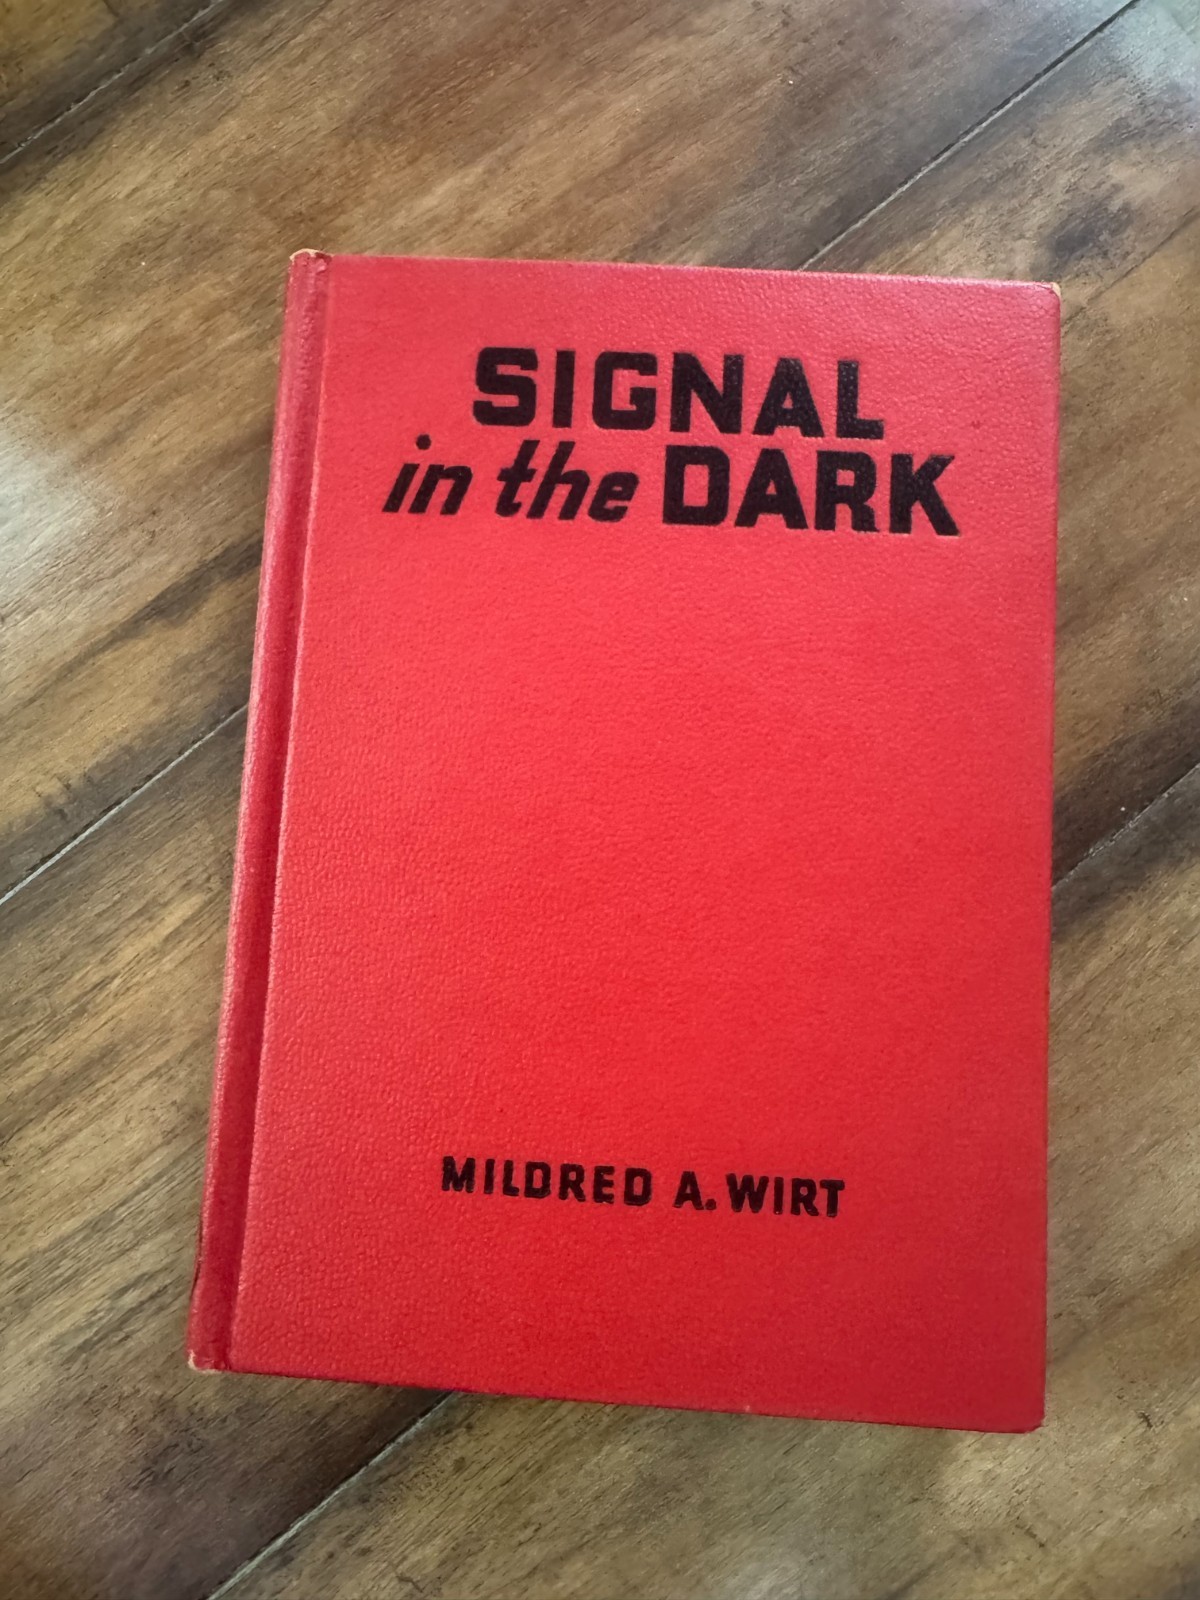 SIGNAL
in the DARK
MILDRED A. WIRT